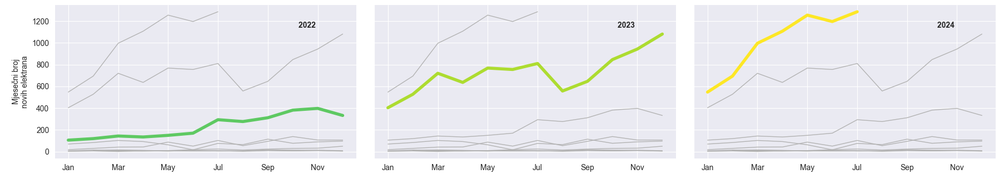 Mjesečni broj
novih elektrana
1200
1000
800
600
400
200
0
2022
Jan Mar May Jul Sep Nov
2023
Jan Mar May Jul Sep Nov
2024
Jan Mar May Jul Sep Nov